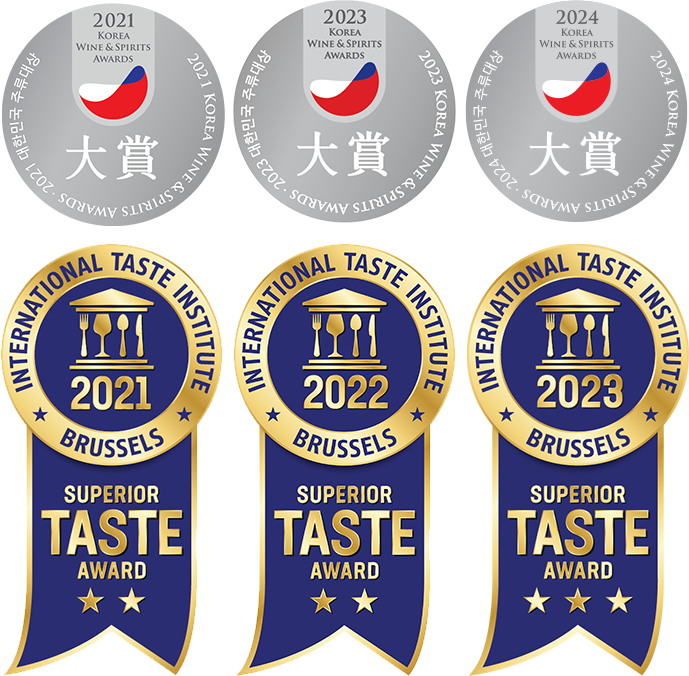 2021
KOREA
WINE & SPIRITS
AWARDS
大賞
2021 KOREA WINE & SPIRITS AWARDS · 2021 대한민국 주류대상
2023
KOREA
WINE & SPIRITS
AWARDS
大賞
2023 KOREA WINE & SPIRITS AWARDS · 2023 대한민국 주류대상
2024
KOREA
WINE & SPIRITS
AWARDS
大賞
2024 KOREA WINE & SPIRITS AWARDS · 2024 대한민국 주류대상
INTERNATIONAL TASTE INSTITUTE
2021
BRUSSELS
SUPERIOR
TASTE
AWARD
INTERNATIONAL TASTE INSTITUTE
2022
BRUSSELS
SUPERIOR
TASTE
AWARD
INTERNATIONAL TASTE INSTITUTE
2023
BRUSSELS
SUPERIOR
TASTE
AWARD